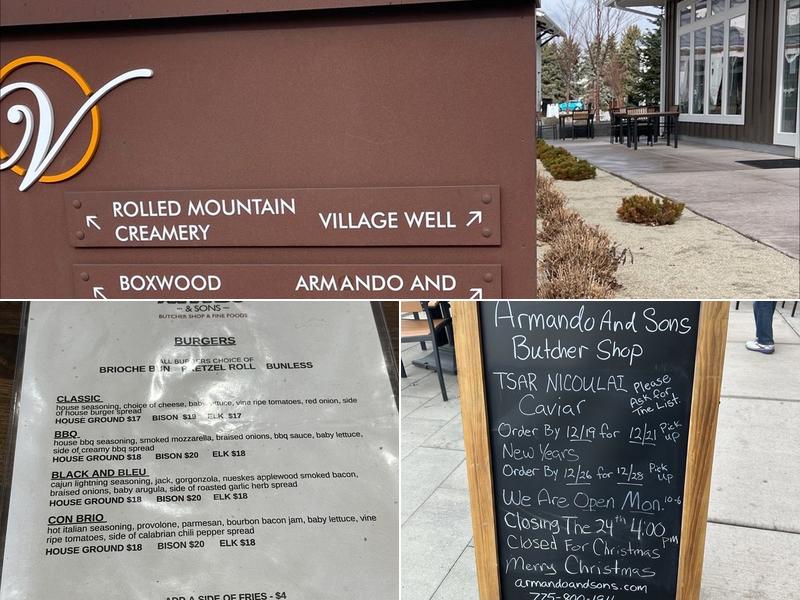 V
ROLLED MOUNTAIN
CREAMERY
VILLAGE WELL
BOXWOOD
ARMANDO AND
& SONS
BUTCHER SHOP & FINE FOODS
BURGERS
ALL BURGERS CHOICE OF
BRIOCHE BUN PRETZEL ROLL BUNLESS
CLASSIC
house seasoning, choice of cheese, baby lettuce, vine ripe tomatoes, red onion, side
of house burger spread
HOUSE GROUND $17 BISON $19 ELK $17
BBQ
house bbq seasoning, smoked mozzarella, braised onions, bbq sauce, baby lettuce,
side of creamy bbq spread
HOUSE GROUND $18 BISON $20 ELK $18
BLACK AND BLEU
cajun lightning seasoning, jack, gorgonzola, nueskes applewood smoked bacon,
braised onions, baby arugula, side of roasted garlic herb spread
HOUSE GROUND $18 BISON $20 ELK $18
CON BRIO
hot italian seasoning, provolone, parmesan, bourbon bacon jam, baby lettuce, vine
ripe tomatoes, side of calabrian chili pepper spread
HOUSE GROUND $18 BISON $20 ELK $18
ADD A SIDE OF FRIES - $4
Armando And Sons
Butcher Shop
TSAR NICOULAI
Caviar
Please
Ask for
The List.
Order By 12/19 for 12/21 Pick up
New Years
Order By 12/26 for 12/28 Pick up
We Are Open Mon. 10-6
Closing The 24th 4:00 pm
Closed For Christmas
Merry Christmas
armandoandsons.com
775-800-